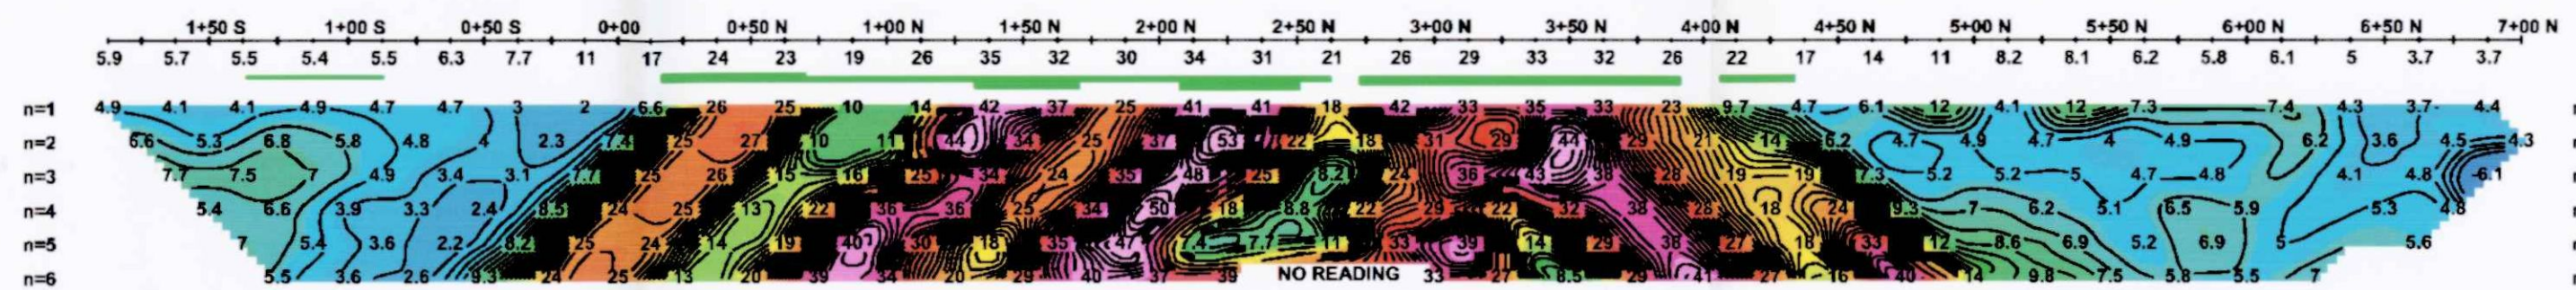 1+50 S 1+00 S 0+50 S 0+00 0+50 N 1+00 N 1+50 N 2+00 N 2+50 N 3+00 N 3+50 N 4+00 N 4+50 N 5+00 N 5+50 N 6+00 N 6+50 N 7+00 N
5.9 5.7 5.5 5.4 5.5 6.3 7.7 11 17 24 23 19 26 35 32 30 34 31 21 26 29 33 32 26 22 17 14 11 8.2 8.1 6.2 5.8 6.1 5 3.7 3.7
n=1 4.9 4.1 4.1 4.9 4.7 4.7 3 2 6.6 26 25 10 14 42 37 25 41 41 18 42 33 35 33 23 9.7 4.7 6.1 12 4.1 12 7.3 7.4 4.3 3.7 4.4
n=2 6.6 5.3 6.8 5.8 4.8 4 2.3 7.4 25 27 10 11 44 34 25 37 53 22 18 31 29 44 29 21 14 6.2 4.7 4.9 4.7 4 4.9 6.2 3.6 4.5 4.3
n=3 7.7 7.5 7 4.9 3.4 3.1 7.7 25 26 15 16 25 34 24 35 48 25 8.2 24 36 43 38 28 19 19 7.3 5.2 5.2 5 4.7 4.8 4.1 4.8 -6.1
n=4 5.4 6.6 3.9 3.3 2.4 8.5 24 25 13 22 36 36 25 34 50 18 8.8 22 29 22 32 38 28 18 24 9.3 7 6.2 5.1 6.5 5.9 5.3 4.8
n=5 7 5.4 3.6 2.2 8.2 25 24 14 19 40 30 18 35 47 7.4 7.7 11 33 39 14 29 38 27 18 33 12 8.6 6.9 5.2 6.9 5 5.6
n=6 5.5 3.6 2.6 9.3 24 25 13 20 39 34 20 29 40 37 39 NO READING 33 27 8.5 29 41 27 16 40 14 9.8 7.5 5.8 5.5 7